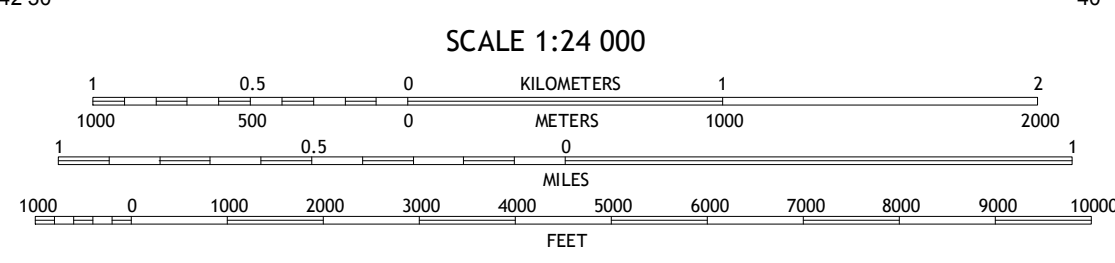 SCALE 1:24 000
1 0.5 0 KILOMETERS 1 2
1000 500 0 METERS 1000 2000
1 0.5 0 1
MILES
1000 0 1000 2000 3000 4000 5000 6000 7000 8000 9000 10000
FEET